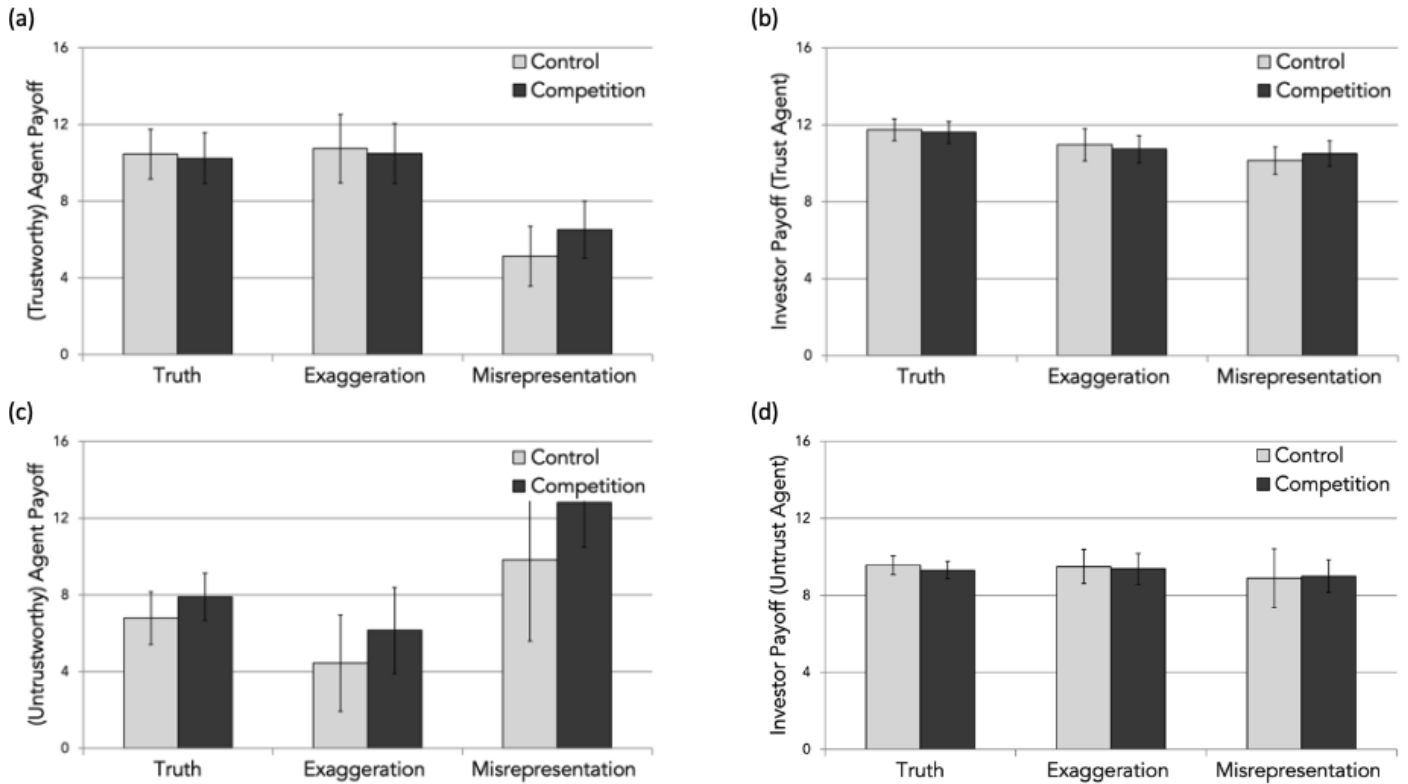 (a)
(Trustworthy) Agent Payoff
16
12
8
4
0
Control
Competition
Truth Exaggeration Misrepresentation
(b)
Investor Payoff (Trust Agent)
16
12
8
4
0
Control
Competition
Truth Exaggeration Misrepresentation
(c)
(Untrustworthy) Agent Payoff
16
12
8
4
0
Control
Competition
Truth Exaggeration Misrepresentation
(d)
Investor Payoff (Untrust Agent)
16
12
8
4
0
Control
Competition
Truth Exaggeration Misrepresentation